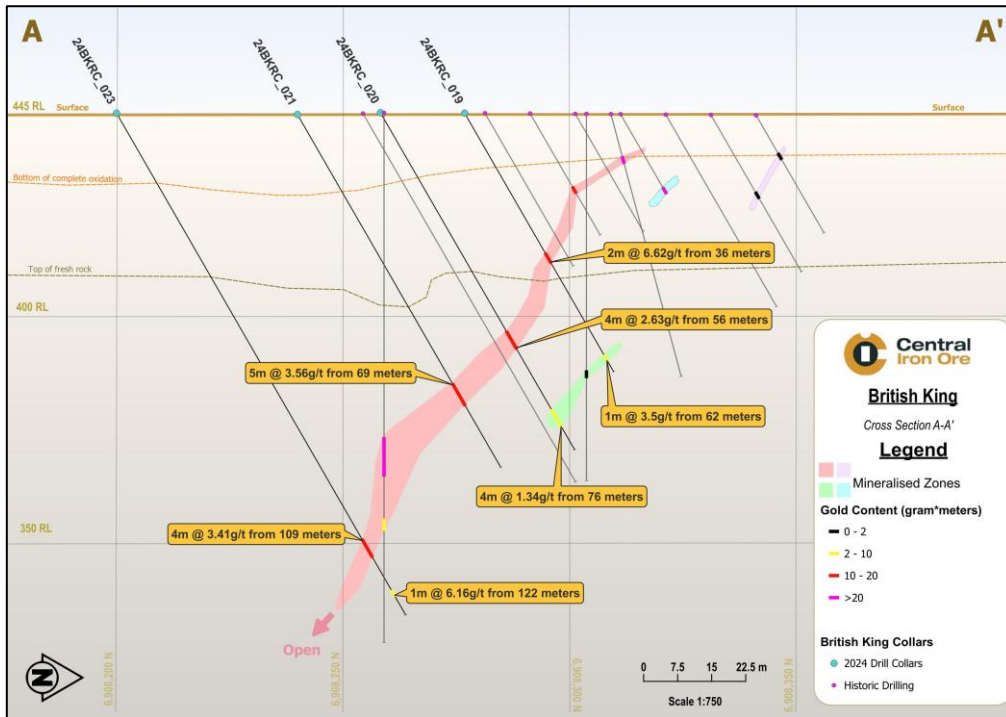 A
A'
24BKRC_023
24BKRC_021
24BKRC_020
24BKRC_019
445 RL
Surface
Surface
Bottom of complete oxidation
Top of fresh rock
400 RL
350 RL
2m @ 6.62g/t from 36 meters
4m @ 2.63g/t from 56 meters
5m @ 3.56g/t from 69 meters
1m @ 3.5g/t from 62 meters
4m @ 1.34g/t from 76 meters
4m @ 3.41g/t from 109 meters
1m @ 6.16g/t from 122 meters
Open
N
6,908,200 N
6,908,250 N
6,908,300 N
6,908,350 N
0 7.5 15 22.5 m
Scale 1:750
Central
Iron Ore
British King
Cross Section A-A'
Legend
Mineralised Zones
Gold Content (gram*meters)
0 - 2
2 - 10
10 - 20
>20
British King Collars
2024 Drill Collars
Historic Drilling